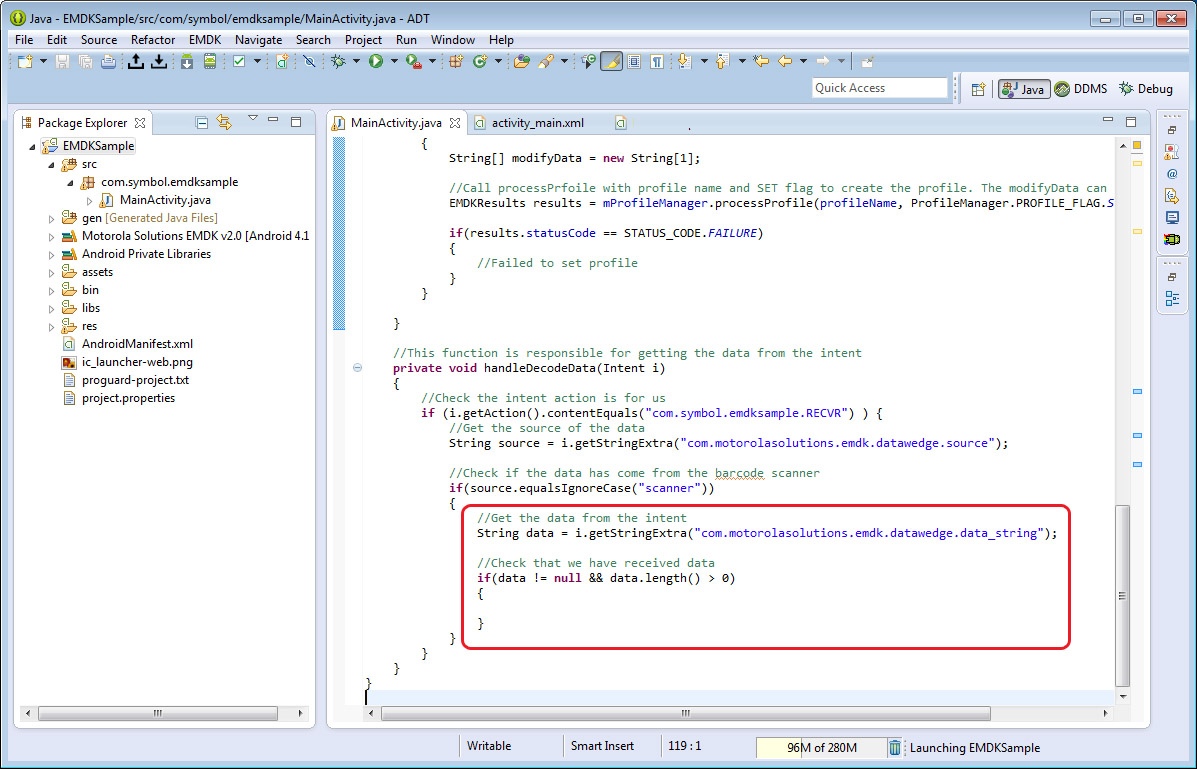 Java - EMDKSample/src/com/symbol/emdksample/MainActivity.java - ADT
File Edit Source Refactor EMDK Navigate Search Project Run Window Help
Quick Access
Java
DDMS
Debug
Package Explorer
EMDKSample
src
com.symbol.emdksample
MainActivity.java
gen [Generated Java Files]
Motorola Solutions EMDK v2.0 [Android 4.1
Android Private Libraries
assets
bin
libs
res
AndroidManifest.xml
ic_launcher-web.png
proguard-project.txt
project.properties
MainActivity.java
activity_main.xml
{
String[] modifyData = new String[1];
//Call processPrfoile with profile name and SET flag to create the profile. The modifyData can
EMDKResults results = mProfileManager.processProfile(profileName, ProfileManager.PROFILE_FLAG.S
if(results.statusCode == STATUS_CODE.FAILURE)
{
//Failed to set profile
}
}
}
//This function is responsible for getting the data from the intent
private void handleDecodeData(Intent i)
{
//Check the intent action is for us
if (i.getAction().contentEquals("com.symbol.emdksample.RECVR") ) {
//Get the source of the data
String source = i.getStringExtra("com.motorolasolutions.emdk.datawedge.source");
//Check if the data has come from the barcode scanner
if(source.equalsIgnoreCase("scanner"))
{
//Get the data from the intent
String data = i.getStringExtra("com.motorolasolutions.emdk.datawedge.data_string");
//Check that we have received data
if(data != null && data.length() > 0)
{
}
}
}
}
}
Writable
Smart Insert
119 : 1
96M of 280M
Launching EMDKSample